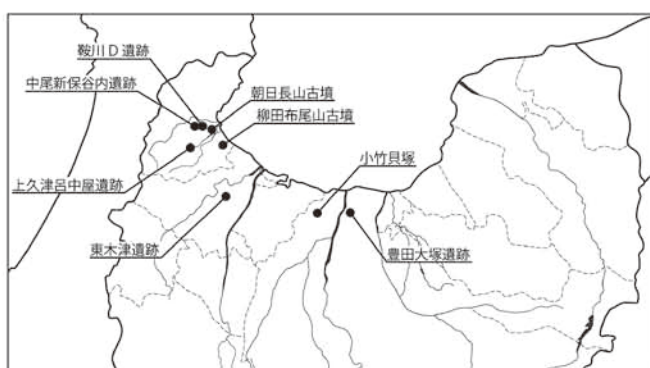 鞍川D遺跡
中尾新保谷内遺跡
朝日長山古墳
柳田布尾山古墳
小竹貝塚
上久津呂中屋遺跡
東木津遺跡
豊田大塚遺跡